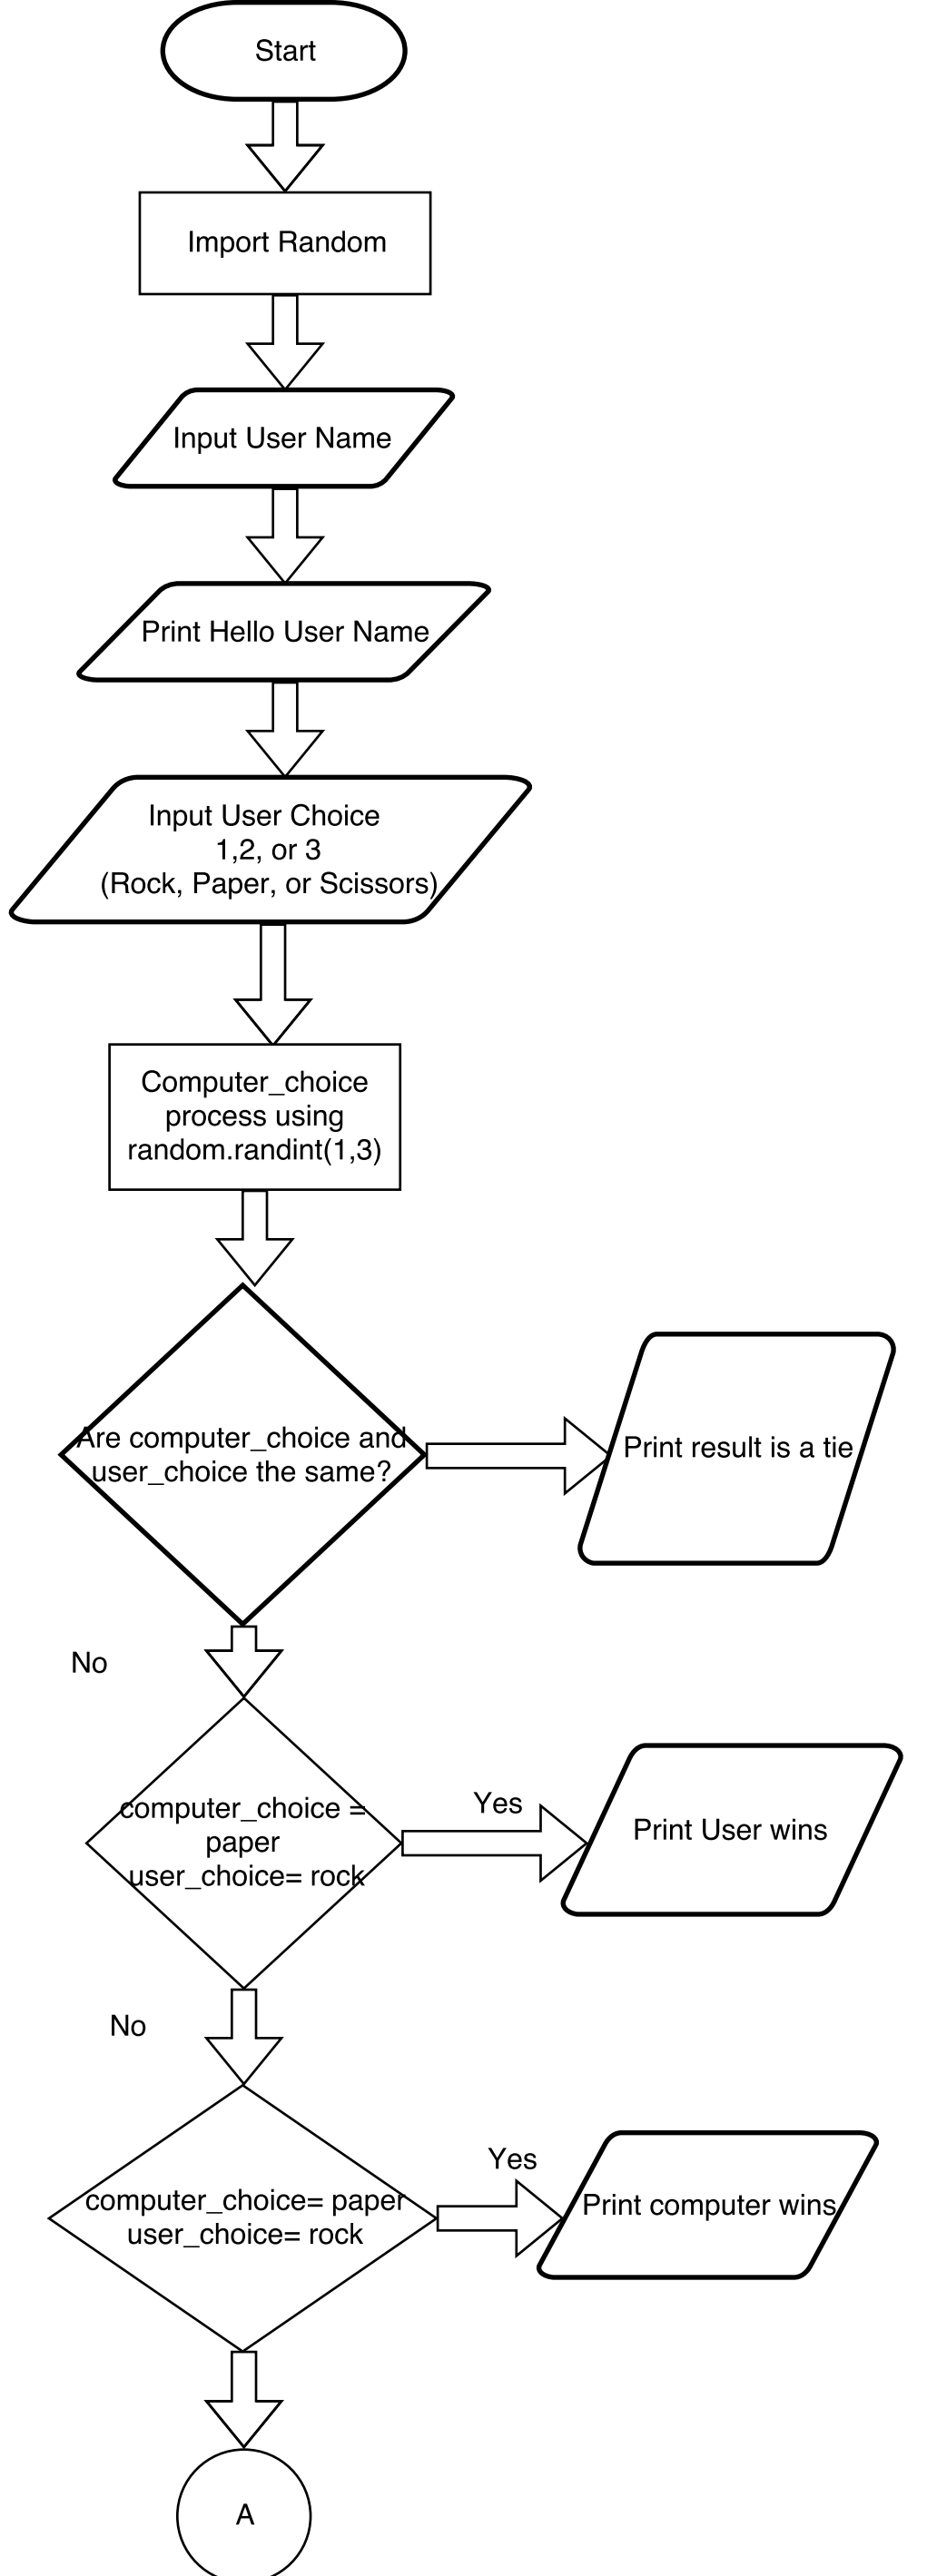 Start
Import Random
Input User Name
Print Hello User Name
Input User Choice
1,2, or 3
(Rock, Paper, or Scissors)
Computer_choice
process using
random.randint(1,3)
Are computer_choice and
user_choice the same?
Print result is a tie
No
computer_choice =
paper
user_choice= rock
Yes
Print User wins
No
computer_choice= paper
user_choice= rock
Yes
Print computer wins
A